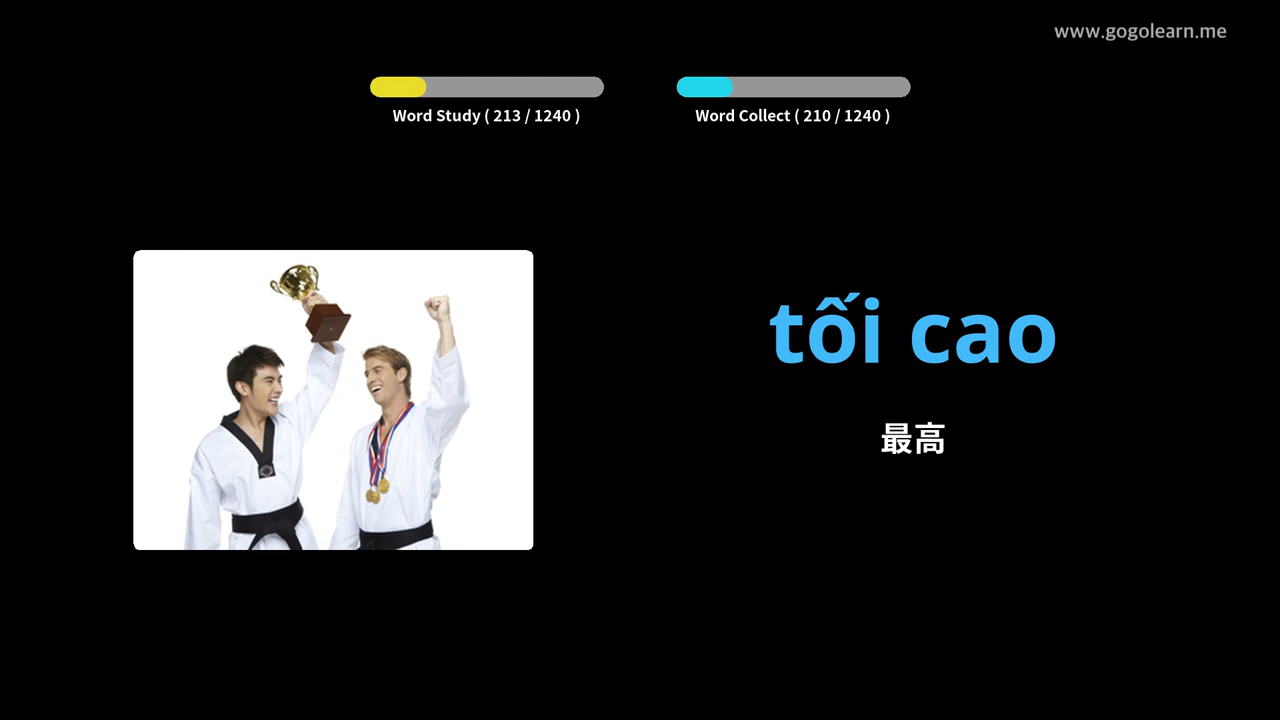 www.gogolearn.me
Word Study ( 213 / 1240 )
Word Collect ( 210 / 1240 )
tối cao
最高